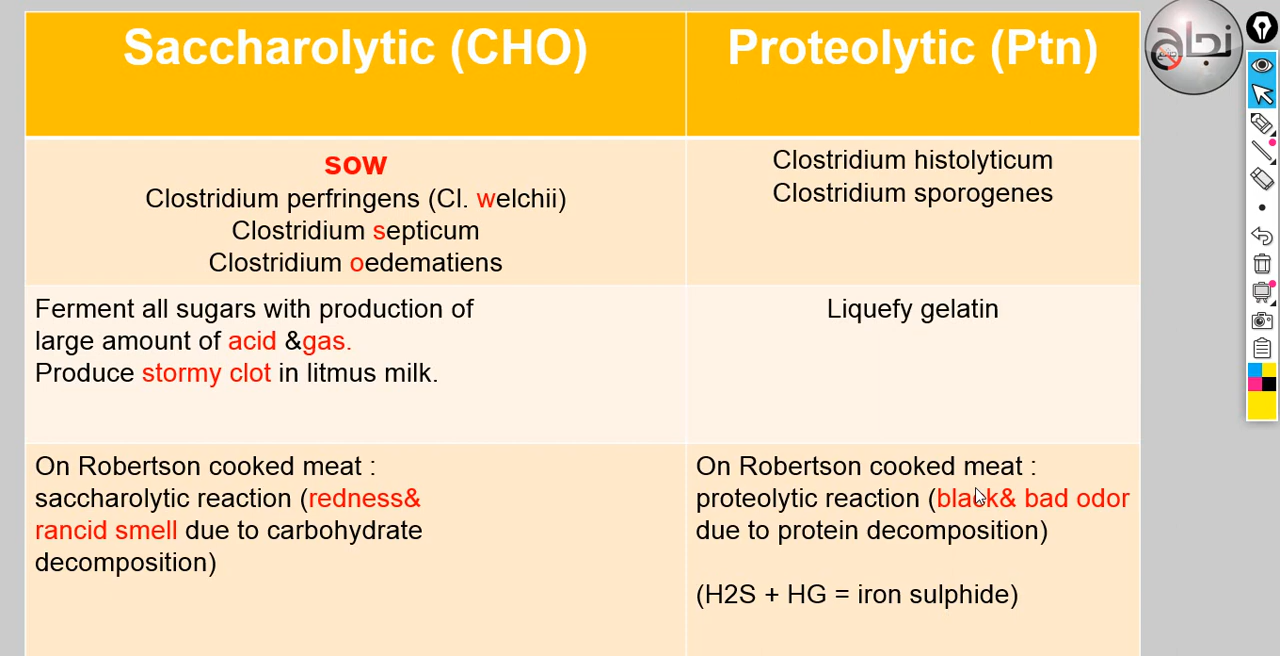 Saccharolytic (CHO)
Proteolytic (Ptn)
sow
Clostridium perfringens (Cl. welchii)
Clostridium septicum
Clostridium oedematiens
Clostridium histolyticum
Clostridium sporogenes
Ferment all sugars with production of
large amount of acid &gas.
Produce stormy clot in litmus milk.
Liquefy gelatin
On Robertson cooked meat :
saccharolytic reaction (redness&
rancid smell due to carbohydrate
decomposition)
On Robertson cooked meat :
proteolytic reaction (black& bad odor
due to protein decomposition)
(H2S + HG = iron sulphide)